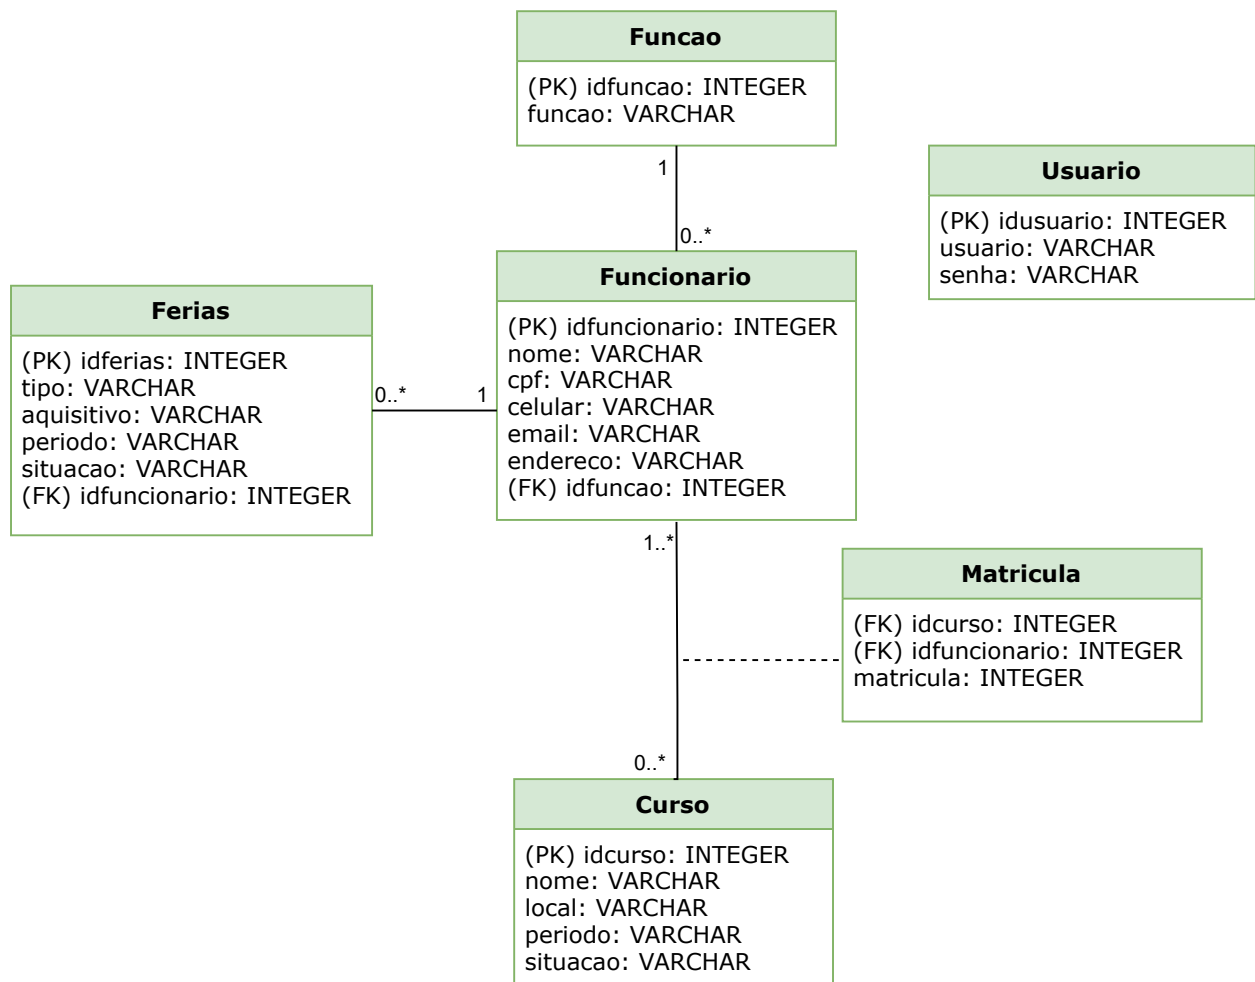 Funcao
(PK) idfuncao: INTEGER
funcao: VARCHAR
1
0..*
Usuario
(PK) idusuario: INTEGER
usuario: VARCHAR
senha: VARCHAR
Ferias
(PK) idferias: INTEGER
tipo: VARCHAR
aquisitivo: VARCHAR
periodo: VARCHAR
situacao: VARCHAR
(FK) idfuncionario: INTEGER
0..*
1
Funcionario
(PK) idfuncionario: INTEGER
nome: VARCHAR
cpf: VARCHAR
celular: VARCHAR
email: VARCHAR
endereco: VARCHAR
(FK) idfuncao: INTEGER
1..*
Matricula
(FK) idcurso: INTEGER
(FK) idfuncionario: INTEGER
matricula: INTEGER
0..*
Curso
(PK) idcurso: INTEGER
nome: VARCHAR
local: VARCHAR
periodo: VARCHAR
situacao: VARCHAR